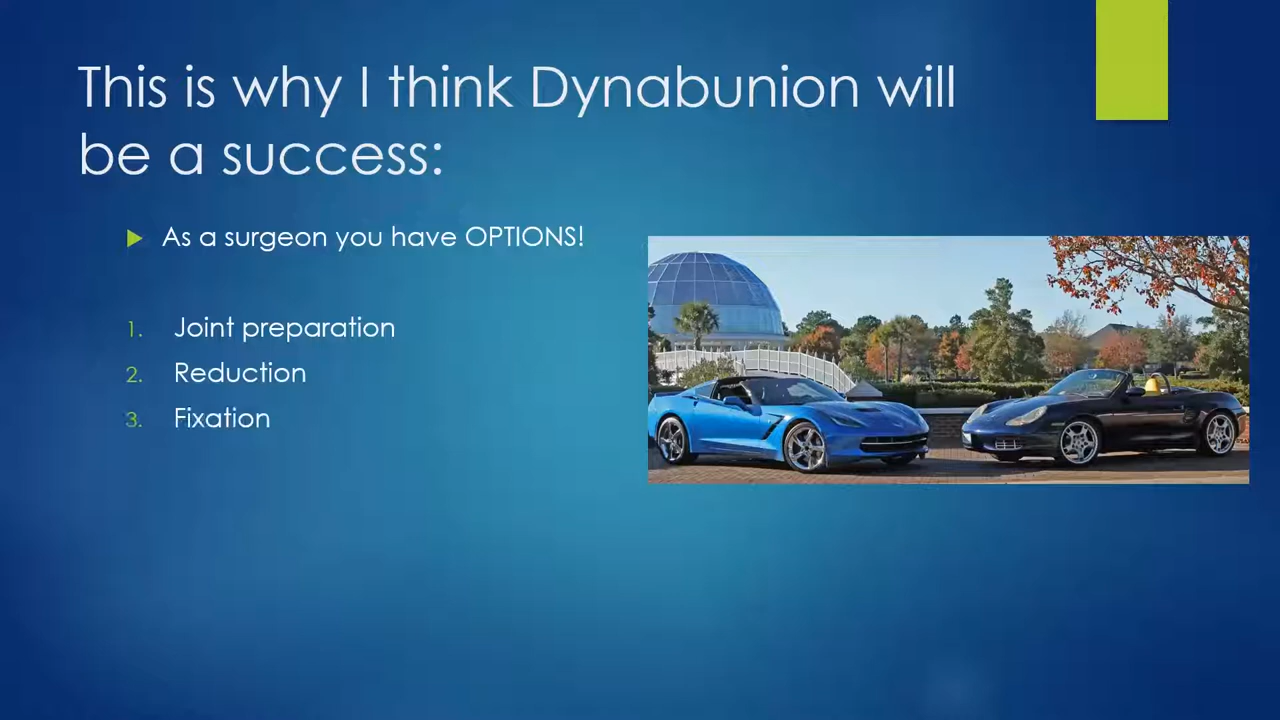 This is why I think Dynabunion will
be a success:
As a surgeon you have OPTIONS!
1. Joint preparation
2. Reduction
3. Fixation